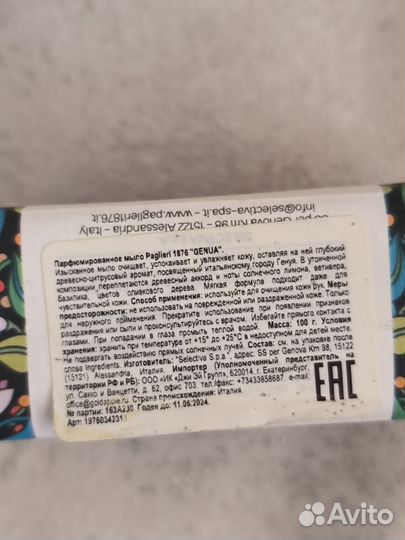 info@selectiva-spa.it – www.paglieri1876.it
SS per Genova Km 98 – 15122 Alessandria – Italy
Парфюмированное мыло Paglieri 1876 "GENUA".
Изысканное мыло очищает, успокаивает и увлажняет кожу, оставляя на ней глубокий
древесно-цитрусовый аромат, посвященный итальянскому городу Генуя. В утонченной
композиции, переплетаются древесный аккорд и ноты солнечного лимона, ветивера,
базилика, цветов оливкового дерева. Мягкая формула подходит даже для
чувствительной кожи. Способ применения: используйте для очищения кожи рук. Меры
предосторожности: не использовать на поврежденной или раздраженной коже. Только
для наружного применения. Прекратите использование при появлении признаков
раздражения или сыпи и проконсультируйтесь с врачом. Избегайте прямого контакта с
глазами. При попадании в глаза промыть теплой водой. Масса: 100 г. Условия
хранения: хранить при температуре от +15° до +25°C в недоступном для детей месте.
Не подвергать воздействию прямых солнечных лучей. Состав: см. на упаковке после
слова ingredients. Изготовитель: "Selectiva S.p.a.", адрес: SS per Genova Km 98, 15122
(15121) Alessandria, Италия. Импортер (Уполномоченный представитель на
территории РФ и РБ): ООО «ИК «Джи Эй Групп», 620014, г. Екатеринбург,
ул. Сакко и Ванцетти, д. 62, офис 703, тел./факс: +73433858687, e-mail:
office@goldapple.ru. Страна происхождения: Италия.
№ партии: 163A230 Годен до: 11.06.2024.
Арт.: 1976034231
EAC
Avito